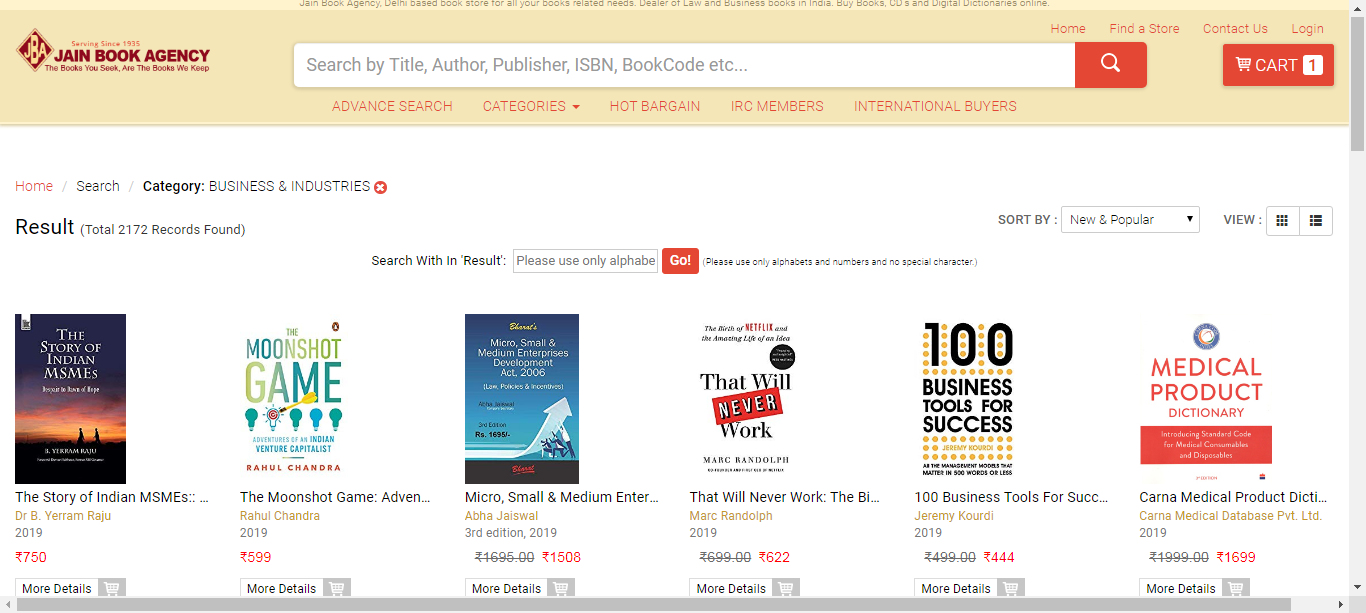 Jain Book Agency, Delhi based book store for all your books related needs. Dealer of Law and Business books in India. Buy Books, CD's and Digital Dictionaries online.
Home Find a Store Contact Us Login
Serving Since 1935
JBA JAIN BOOK AGENCY
The Books You Seek, Are The Books We Keep
Search by Title, Author, Publisher, ISBN, BookCode etc...
CART 1
ADVANCE SEARCH CATEGORIES HOT BARGAIN IRC MEMBERS INTERNATIONAL BUYERS
Home / Search / Category: BUSINESS & INDUSTRIES
Result (Total 2172 Records Found)
SORT BY : New & Popular VIEW :
Search With In 'Result': Please use only alphabe Go! (Please use only alphabets and numbers and no special character.)
THE
STORY OF
INDIAN
MSMES
Despair to Dawn of Hope
B. YERRAM RAJU
THE
MOONSHOT
GAME
ADVENTURES OF AN INDIAN
VENTURE CAPITALIST
RAHUL CHANDRA
Bharat's
Micro, Small &
Medium Enterprises
Development
Act, 2006
(Law, Policies & Incentives)
Abha Jaiswal
3rd Edition
Rs. 1695/-
Bharat
The Birth of NETFLIX and
the Amazing Life of an Idea
That Will
NEVER
Work
MARC RANDOLPH
CO-FOUNDER AND FIRST CEO OF NETFLIX
100
BUSINESS
TOOLS FOR
SUCCESS
JEREMY KOURDI
ALL THE MANAGEMENT MODELS THAT
MATTER IN 500 WORDS OR LESS
MEDICAL
PRODUCT
DICTIONARY
Introducing Standard Code
for Medical Consumables
and Disposables
The Story of Indian MSMEs:: ...
Dr B. Yerram Raju
2019
₹750
More Details
The Moonshot Game: Adven...
Rahul Chandra
2019
₹599
More Details
Micro, Small & Medium Enter...
Abha Jaiswal
3rd edition, 2019
₹1695.00 ₹1508
More Details
That Will Never Work: The Bi...
Marc Randolph
2019
₹699.00 ₹622
More Details
100 Business Tools For Succ...
Jeremy Kourdi
2019
₹499.00 ₹444
More Details
Carna Medical Product Dicti...
Carna Medical Database Pvt. Ltd.
2019
₹1999.00 ₹1699
More Details